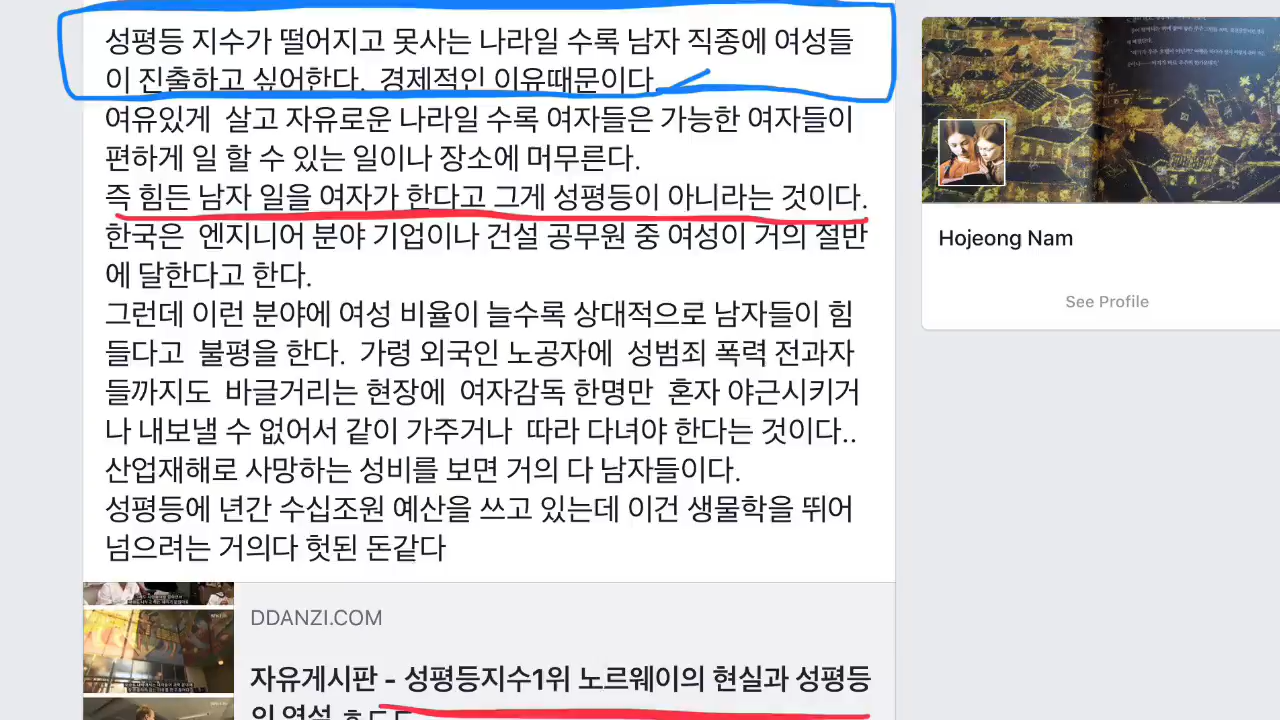 성평등 지수가 떨어지고 못사는 나라일 수록 남자 직종에 여성들
이 진출하고 싶어한다. 경제적인 이유때문이다
여유있게 살고 자유로운 나라일 수록 여자들은 가능한 여자들이
편하게 일 할 수 있는 일이나 장소에 머무른다.
즉 힘든 남자 일을 여자가 한다고 그게 성평등이 아니라는 것이다.
한국은 엔지니어 분야 기업이나 건설 공무원 중 여성이 거의 절반
에 달한다고 한다.
그런데 이런 분야에 여성 비율이 늘수록 상대적으로 남자들이 힘
들다고 불평을 한다. 가령 외국인 노공자에 성범죄 폭력 전과자
들까지도 바글거리는 현장에 여자감독 한명만 혼자 야근시키거
나 내보낼 수 없어서 같이 가주거나 따라 다녀야 한다는 것이다..
산업재해로 사망하는 성비를 보면 거의 다 남자들이다.
성평등에 년간 수십조원 예산을 쓰고 있는데 이건 생물학을 뛰어
넘으려는 거의다 헛된 돈같다
DDANZI.COM
자유게시판 - 성평등지수1위 노르웨이의 현실과 성평등
의 역설
Hojeong Nam
See Profile